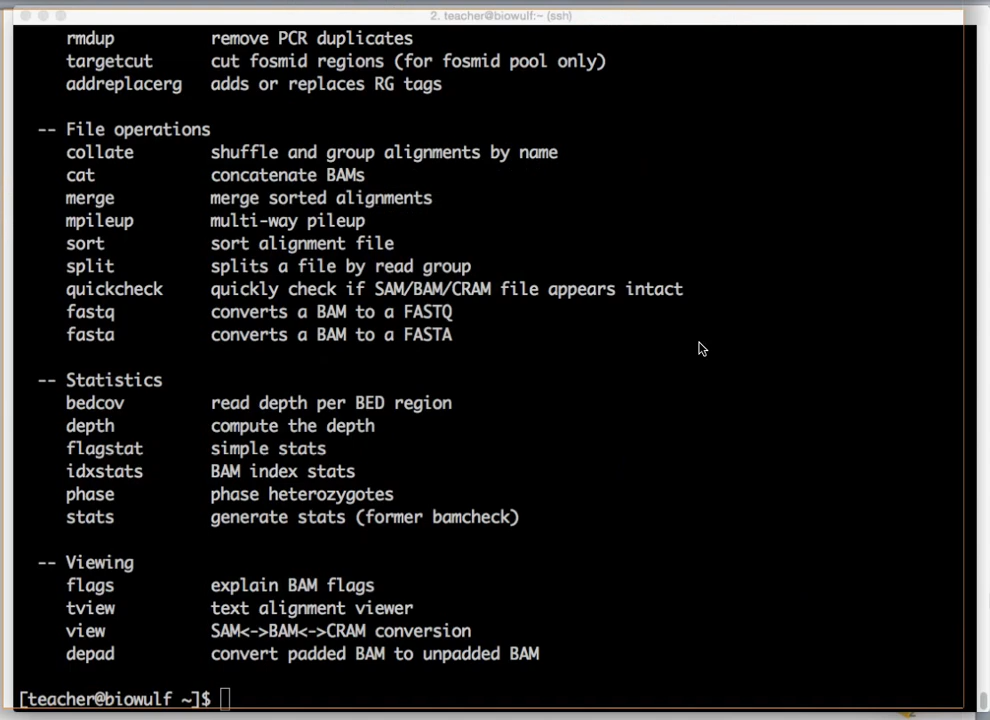 2. teacher@biowulf:~ (ssh)
rmdup remove PCR duplicates
targetcut cut fosmid regions (for fosmid pool only)
addreplacerg adds or replaces RG tags
-- File operations
collate shuffle and group alignments by name
cat concatenate BAMs
merge merge sorted alignments
mpileup multi-way pileup
sort sort alignment file
split splits a file by read group
quickcheck quickly check if SAM/BAM/CRAM file appears intact
fastq converts a BAM to a FASTQ
fasta converts a BAM to a FASTA
-- Statistics
bedcov read depth per BED region
depth compute the depth
flagstat simple stats
idxstats BAM index stats
phase phase heterozygotes
stats generate stats (former bamcheck)
-- Viewing
flags explain BAM flags
tview text alignment viewer
view SAM<->BAM<->CRAM conversion
depad convert padded BAM to unpadded BAM
[teacher@biowulf ~]$